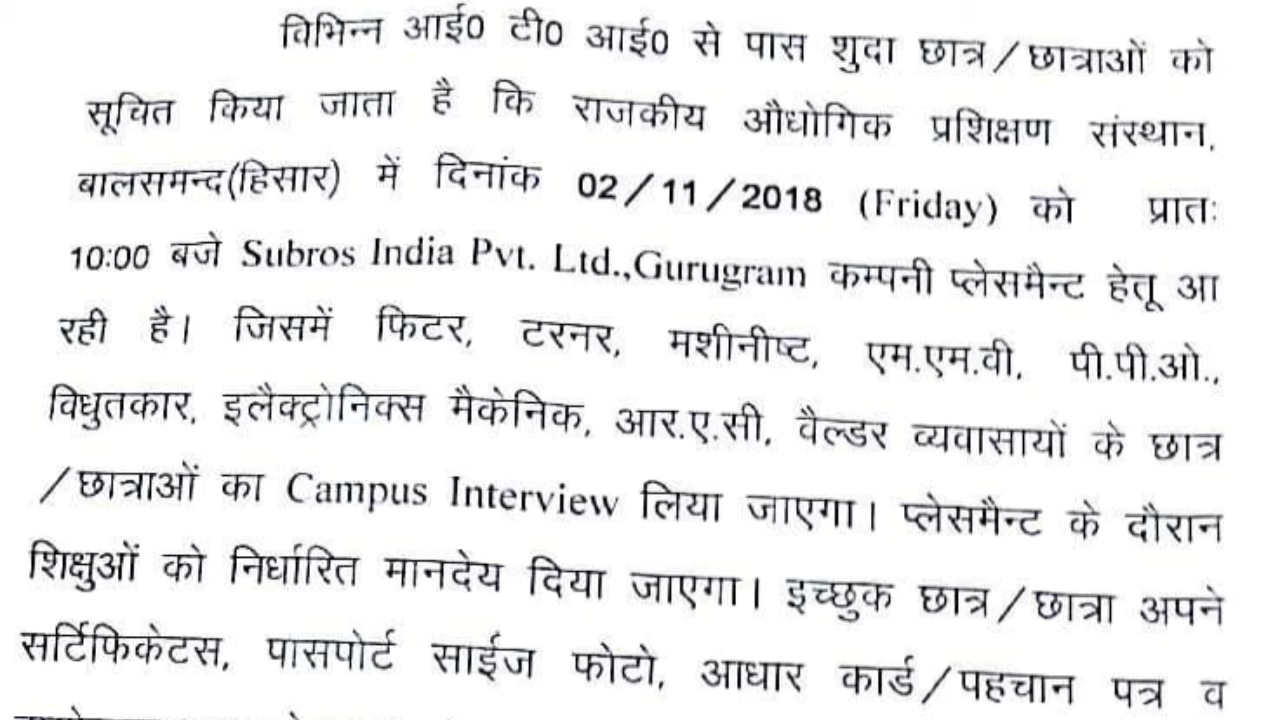 विभिन्न आई0 टी0 आई0 से पास शुदा छात्र/छात्राओं को
सूचित किया जाता है कि राजकीय औधोगिक प्रशिक्षण संस्थान,
बालसमन्द(हिसार) में दिनांक 02/11/2018 (Friday) को प्रातः
10:00 बजे Subros India Pvt. Ltd.,Gurugram कम्पनी प्लेसमैन्ट हेतू आ
रही है। जिसमें फिटर, टरनर, मशीनीष्ट, एम.एम.वी, पी.पी.ओ.,
विधुतकार, इलैक्ट्रोनिक्स मैकेनिक, आर.ए.सी, वैल्डर व्यवासायों के छात्र
/छात्राओं का Campus Interview लिया जाएगा। प्लेसमैन्ट के दौरान
शिक्षुओं को निर्धारित मानदेय दिया जाएगा। इच्छुक छात्र/छात्रा अपने
सर्टिफिकेटस, पासपोर्ट साईज फोटो, आधार कार्ड/पहचान पत्र व